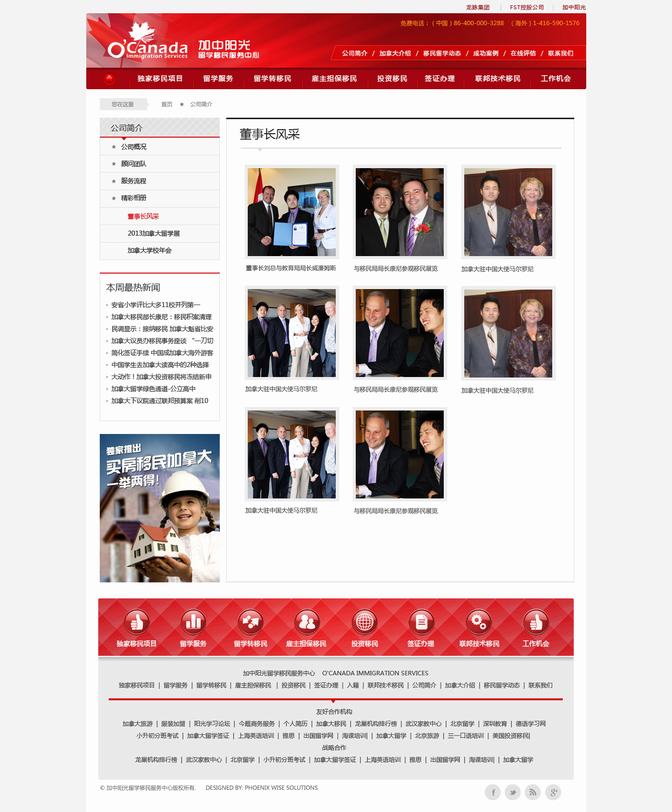 龙脉集团 | FST控股公司 | 加中阳光
免费电话：（中国）86-400-000-3288 （海外）1-416-590-1576
O'Canada
Immigration Services
加中阳光
留学移民服务中心
公司简介 / 加拿大介绍 / 移民留学动态 / 成功案例 / 在线评估 / 联系我们
独家移民项目 留学服务 留学转移民 雇主担保移民 投资移民 签证办理 联邦技术移民 工作机会
您在这里 首页 公司简介
公司简介
公司概况
顾问团队
服务流程
精彩相册
董事长风采
2013加拿大留学展
加拿大学校年会
本周最热新闻
安省小学评比大多11校并列第一
加拿大移民部长康尼：移民积案清理
民调显示：接纳移民 加拿大魁省比安
加拿大议员办移民事务座谈 “一刀切
简化签证手续 中国成加拿大海外游客
中国学生去加拿大读高中的2种选择
大动作！加拿大投资移民将冻结新申
加拿大留学绿色通道-公立高中
加拿大下议院通过联邦预算案 削10
独家推出
买房移民加拿大
一举两得!
董事长风采
董事长刘总与教育局局长威廉姆斯
与移民局局长康尼参观移民展览
加拿大驻中国大使马尔罗尼
加拿大驻中国大使马尔罗尼
与移民局局长康尼参观移民展览
加拿大驻中国大使马尔罗尼
加拿大驻中国大使马尔罗尼
与移民局局长康尼参观移民展览
独家移民项目 留学服务 留学转移民 雇主担保移民 投资移民 签证办理 联邦技术移民 工作机会
加中阳光留学移民服务中心 O'CANADA IMMIGRATION SERVICES
独家移民项目 | 留学服务 | 留学转移民 | 雇主担保移民 | 投资移民 | 签证办理 | 入籍 | 联邦技术移民 | 公司简介 | 加拿大介绍 | 移民留学动态 | 联系我们
友好合作机构
加拿大旅游 | 服装加盟 | 阳光学习论坛 | 今题商务服务 | 个人简历 | 加拿大移民 | 龙巢机构排行榜 | 武汉家教中心 | 北京留学 | 深圳教育 | 德语学习网
小升初分班考试 | 加拿大留学签证 | 上海英语培训 | 雅思 | 出国留学网 | 海课培训| | 加拿大留学 | 北京旅游 | 三一口语培训 | 美国投资移民|
战略合作
龙巢机构排行榜 | 武汉家教中心 | 北京留学 | 小升初分班考试 | 加拿大留学签证 | 上海英语培训 | 雅思 | 出国留学网 | 海课培训| | 加拿大留学
© 加中阳光留学移民服务中心版权所有. DESIGNED BY: PHOENIX WISE SOLUTIONS.